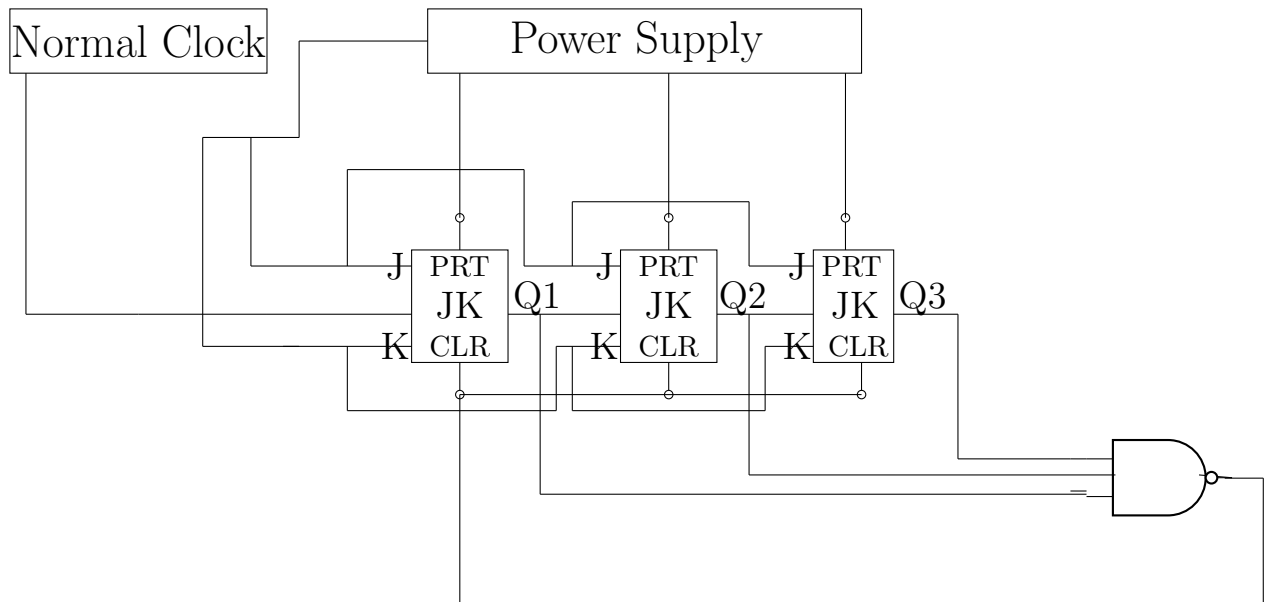 Normal Clock
Power Supply
J
PRT
JK
K
CLR
Q1
J
PRT
JK
K
CLR
Q2
J
PRT
JK
K
CLR
Q3